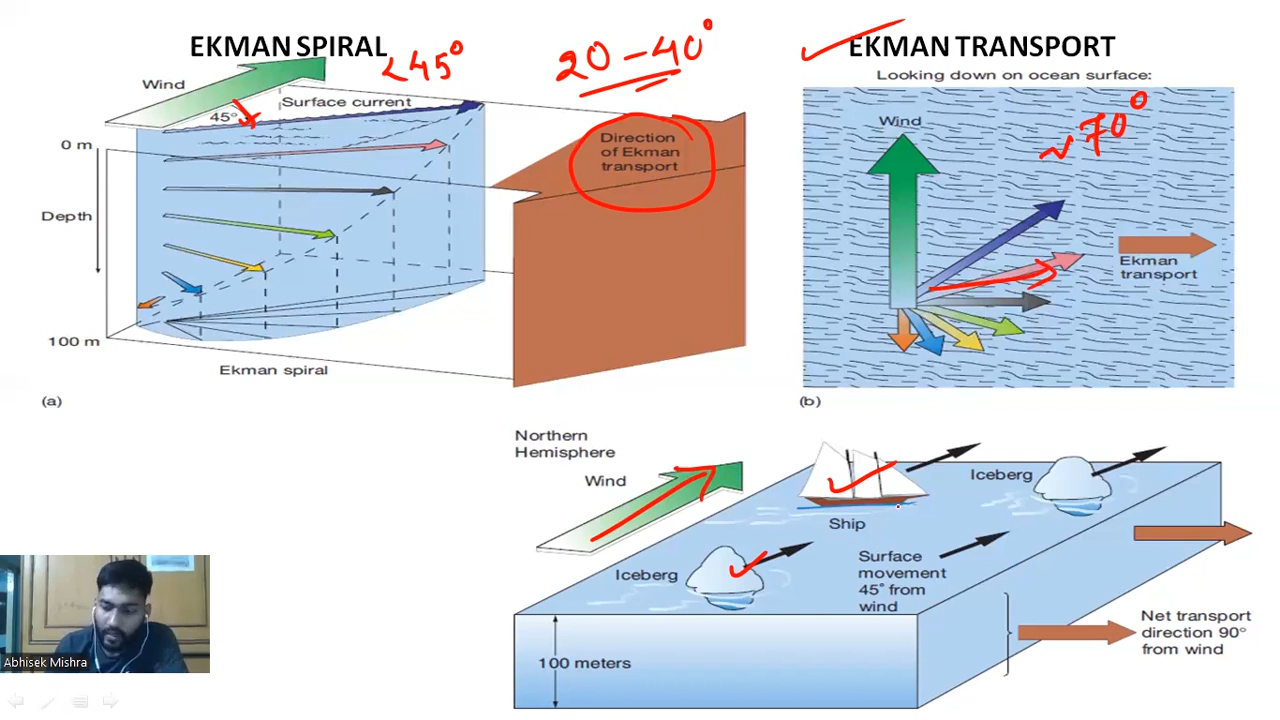 EKMAN SPIRAL
<45°
20-40°
EKMAN TRANSPORT
Looking down on ocean surface:
Wind
Surface current
45°
0 m
Depth
100 m
Ekman spiral
Direction
of Ekman
transport
Wind
~70°
Ekman
transport
(a)
(b)
Northern
Hemisphere
Wind
Ship
Iceberg
Iceberg
Surface
movement
45° from
wind
100 meters
Net transport
direction 90°
from wind
Abhisek Mishra